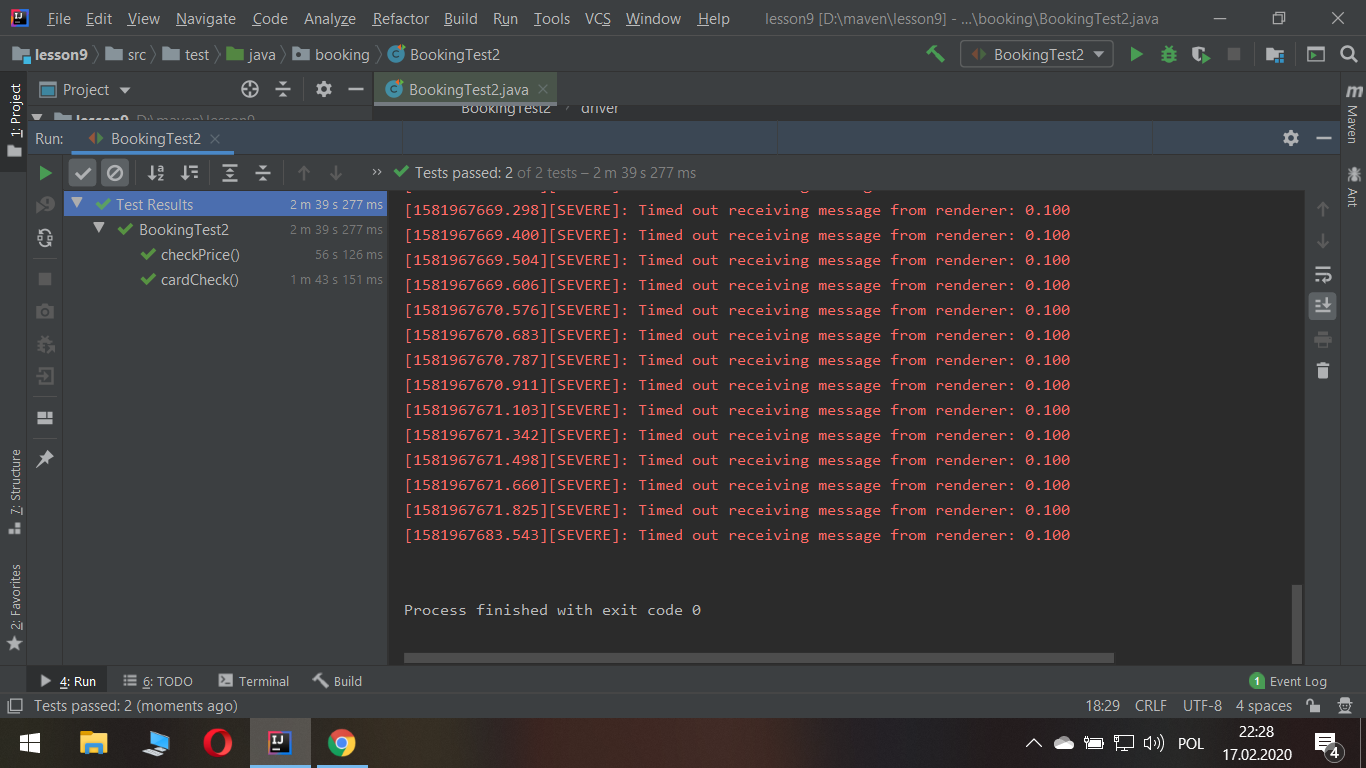 File Edit View Navigate Code Analyze Refactor Build Run Tools VCS Window Help lesson9 [D:\maven\lesson9] - ...\booking\BookingTest2.java
lesson9 src test java booking BookingTest2 BookingTest2
1: Project Project BookingTest2.java Maven
lesson9 D:\maven\lesson9 BookingTest2 driver
Run: BookingTest2
Tests passed: 2 of 2 tests – 2 m 39 s 277 ms
Ant
Test Results 2 m 39 s 277 ms
BookingTest2 2 m 39 s 277 ms
checkPrice() 56 s 126 ms
cardCheck() 1 m 43 s 151 ms
[1581967669.298][SEVERE]: Timed out receiving message from renderer: 0.100
[1581967669.400][SEVERE]: Timed out receiving message from renderer: 0.100
[1581967669.504][SEVERE]: Timed out receiving message from renderer: 0.100
[1581967669.606][SEVERE]: Timed out receiving message from renderer: 0.100
[1581967670.576][SEVERE]: Timed out receiving message from renderer: 0.100
[1581967670.683][SEVERE]: Timed out receiving message from renderer: 0.100
[1581967670.787][SEVERE]: Timed out receiving message from renderer: 0.100
[1581967670.911][SEVERE]: Timed out receiving message from renderer: 0.100
[1581967671.103][SEVERE]: Timed out receiving message from renderer: 0.100
[1581967671.342][SEVERE]: Timed out receiving message from renderer: 0.100
[1581967671.498][SEVERE]: Timed out receiving message from renderer: 0.100
[1581967671.660][SEVERE]: Timed out receiving message from renderer: 0.100
[1581967671.825][SEVERE]: Timed out receiving message from renderer: 0.100
[1581967683.543][SEVERE]: Timed out receiving message from renderer: 0.100
Process finished with exit code 0
7: Structure
2: Favorites
4: Run 6: TODO Terminal Build 1 Event Log
Tests passed: 2 (moments ago) 18:29 CRLF UTF-8 4 spaces
POL 22:28
17.02.2020 4